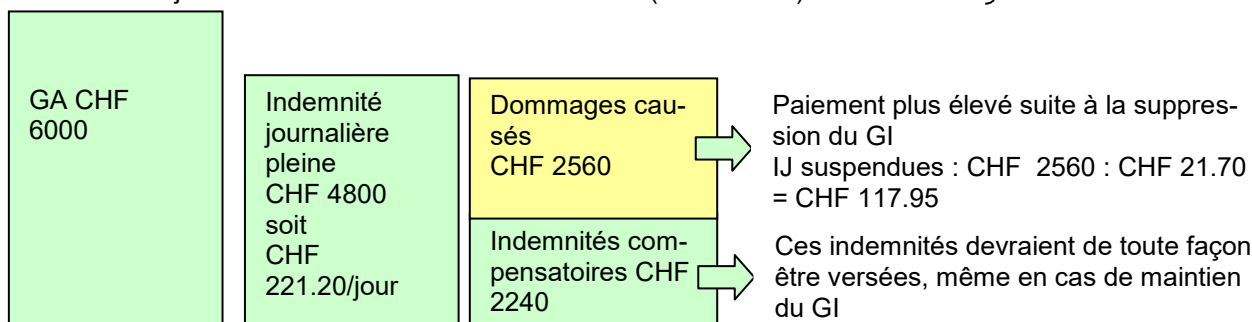 GA CHF
6000
Indemnité
journalière
pleine
CHF 4800
soit
CHF
221.20/jour
Dommages cau-
sés
CHF 2560
Indemnités com-
pensatoires CHF
2240
Paiement plus élevé suite à la suppres-
sion du GI
IJ suspendues : CHF  2560 : CHF 21.70
= CHF 117.95
Ces indemnités devraient de toute façon
être versées, même en cas de maintien
du GI